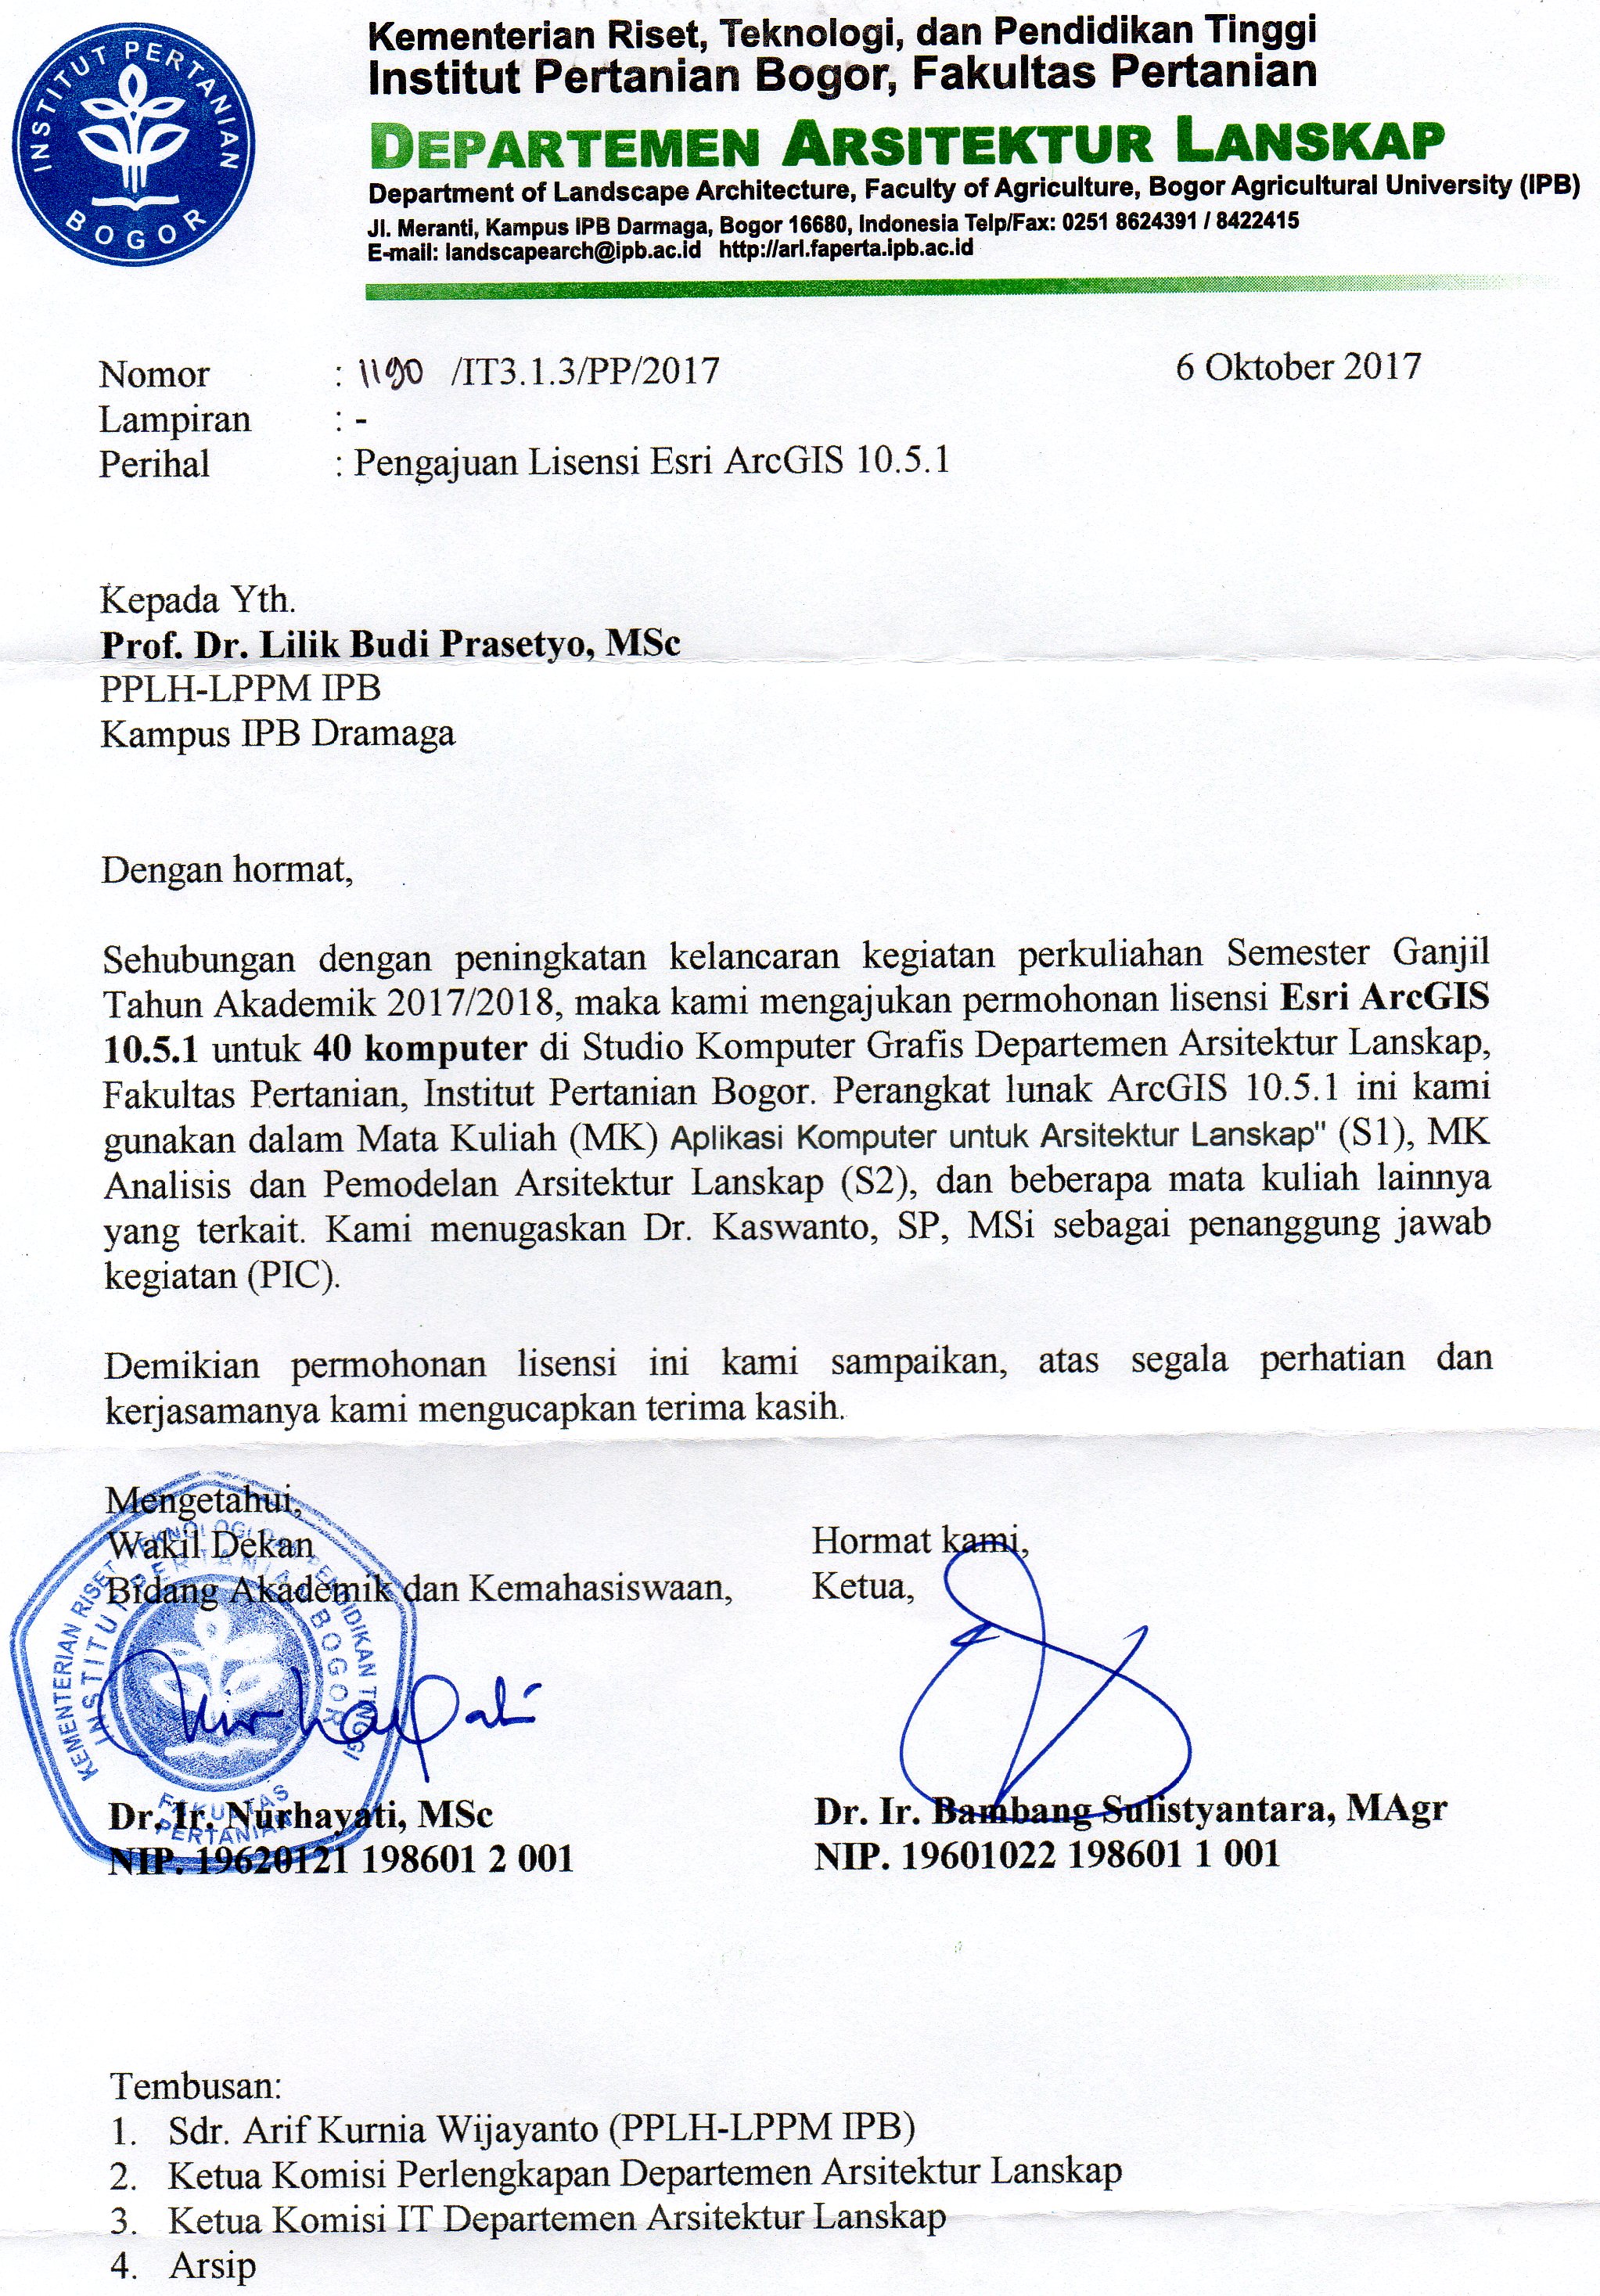 INSTITUT PERTANIAN
BOGOR
Kementerian Riset, Teknologi, dan Pendidikan Tinggi
Institut Pertanian Bogor, Fakultas Pertanian
DEPARTEMEN ARSITEKTUR LANSKAP
Department of Landscape Architecture, Faculty of Agriculture, Bogor Agricultural University (IPB)
Jl. Meranti, Kampus IPB Darmaga, Bogor 16680, Indonesia Telp/Fax: 0251 8624391 / 8422415
E-mail: landscapearch@ipb.ac.id http://arl.faperta.ipb.ac.id
Nomor : 1190 /IT3.1.3/PP/2017 6 Oktober 2017
Lampiran : -
Perihal : Pengajuan Lisensi Esri ArcGIS 10.5.1
Kepada Yth.
Prof. Dr. Lilik Budi Prasetyo, MSc
PPLH-LPPM IPB
Kampus IPB Dramaga
Dengan hormat,
Sehubungan dengan peningkatan kelancaran kegiatan perkuliahan Semester Ganjil
Tahun Akademik 2017/2018, maka kami mengajukan permohonan lisensi Esri ArcGIS
10.5.1 untuk 40 komputer di Studio Komputer Grafis Departemen Arsitektur Lanskap,
Fakultas Pertanian, Institut Pertanian Bogor. Perangkat lunak ArcGIS 10.5.1 ini kami
gunakan dalam Mata Kuliah (MK) Aplikasi Komputer untuk Arsitektur Lanskap" (S1), MK
Analisis dan Pemodelan Arsitektur Lanskap (S2), dan beberapa mata kuliah lainnya
yang terkait. Kami menugaskan Dr. Kaswanto, SP, MSi sebagai penanggung jawab
kegiatan (PIC).
Demikian permohonan lisensi ini kami sampaikan, atas segala perhatian dan
kerjasamanya kami mengucapkan terima kasih.
Mengetahui,
Wakil Dekan
Bidang Akademik dan Kemahasiswaan,
KEMENTERIAN RISET, TEKNOLOGI DAN PENDIDIKAN TINGGI
INSTITUT PERTANIAN BOGOR
FAKULTAS
PERTANIAN
Nurhayati
Dr. Ir. Nurhayati, MSc
NIP. 19620121 198601 2 001
Hormat kami,
Ketua,
Dr. Ir. Bambang Sulistyantara, MAgr
NIP. 19601022 198601 1 001
Tembusan:
1. Sdr. Arif Kurnia Wijayanto (PPLH-LPPM IPB)
2. Ketua Komisi Perlengkapan Departemen Arsitektur Lanskap
3. Ketua Komisi IT Departemen Arsitektur Lanskap
4. Arsip